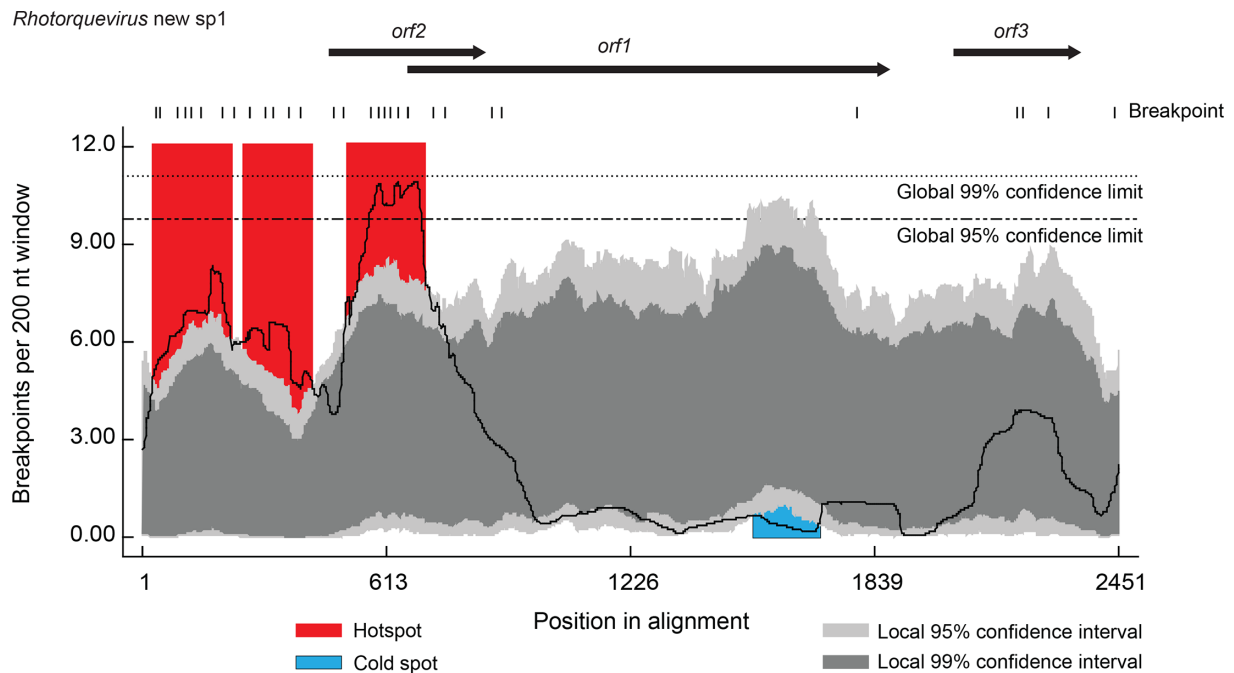 Rhotorquevirus new sp1
orf2
orf1
orf3
Breakpoint
12.0
9.00
6.00
3.00
0.00
Breakpoints per 200 nt window
Global 99% confidence limit
Global 95% confidence limit
1
613
1226
1839
2451
Position in alignment
Hotspot
Cold spot
Local 95% confidence interval
Local 99% confidence interval